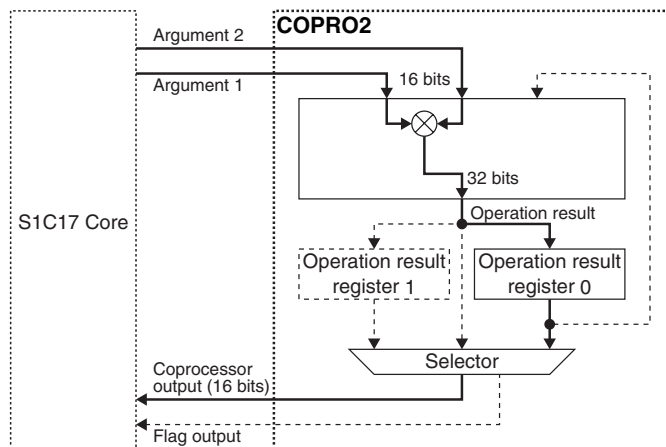 COPRO2
Argument 2
Argument 1
16 bits
32 bits
S1C17 Core
Operation result
Operation result
register 1
Operation result
register 0
Selector
Coprocessor
output (16 bits)
Flag output